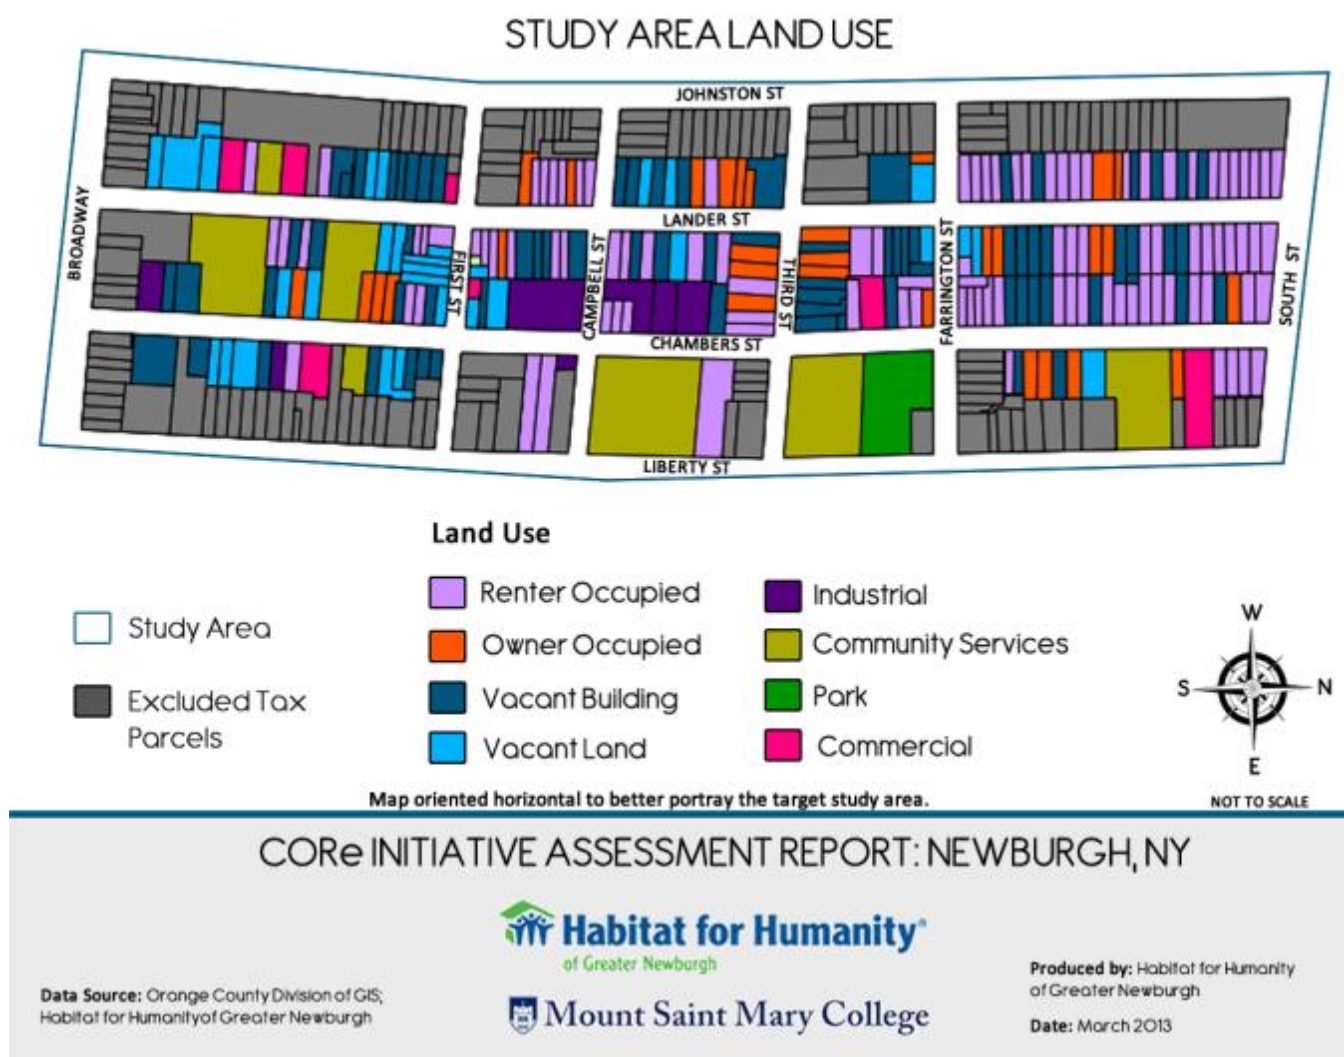 STUDY AREA LAND USE
JOHNSTON ST
BROADWAY
LANDER ST
FIRST ST
CAMPBELL ST
THIRD ST
FARRINGTON ST
SOUTH ST
CHAMBERS ST
LIBERTY ST
Land Use
Study Area
Excluded Tax
Parcels
Renter Occupied
Owner Occupied
Vacant Building
Vacant Land
Industrial
Community Services
Park
Commercial
W
S
N
E
Map oriented horizontal to better portray the target study area.
NOT TO SCALE
CORe INITIATIVE ASSESSMENT REPORT: NEWBURGH, NY
Habitat for Humanity®
of Greater Newburgh
Mount Saint Mary College
Data Source: Orange County Division of GIS;
Habitat for Humanityof Greater Newburgh
Produced by: Habitat for Humanity
of Greater Newburgh
Date: March 2013